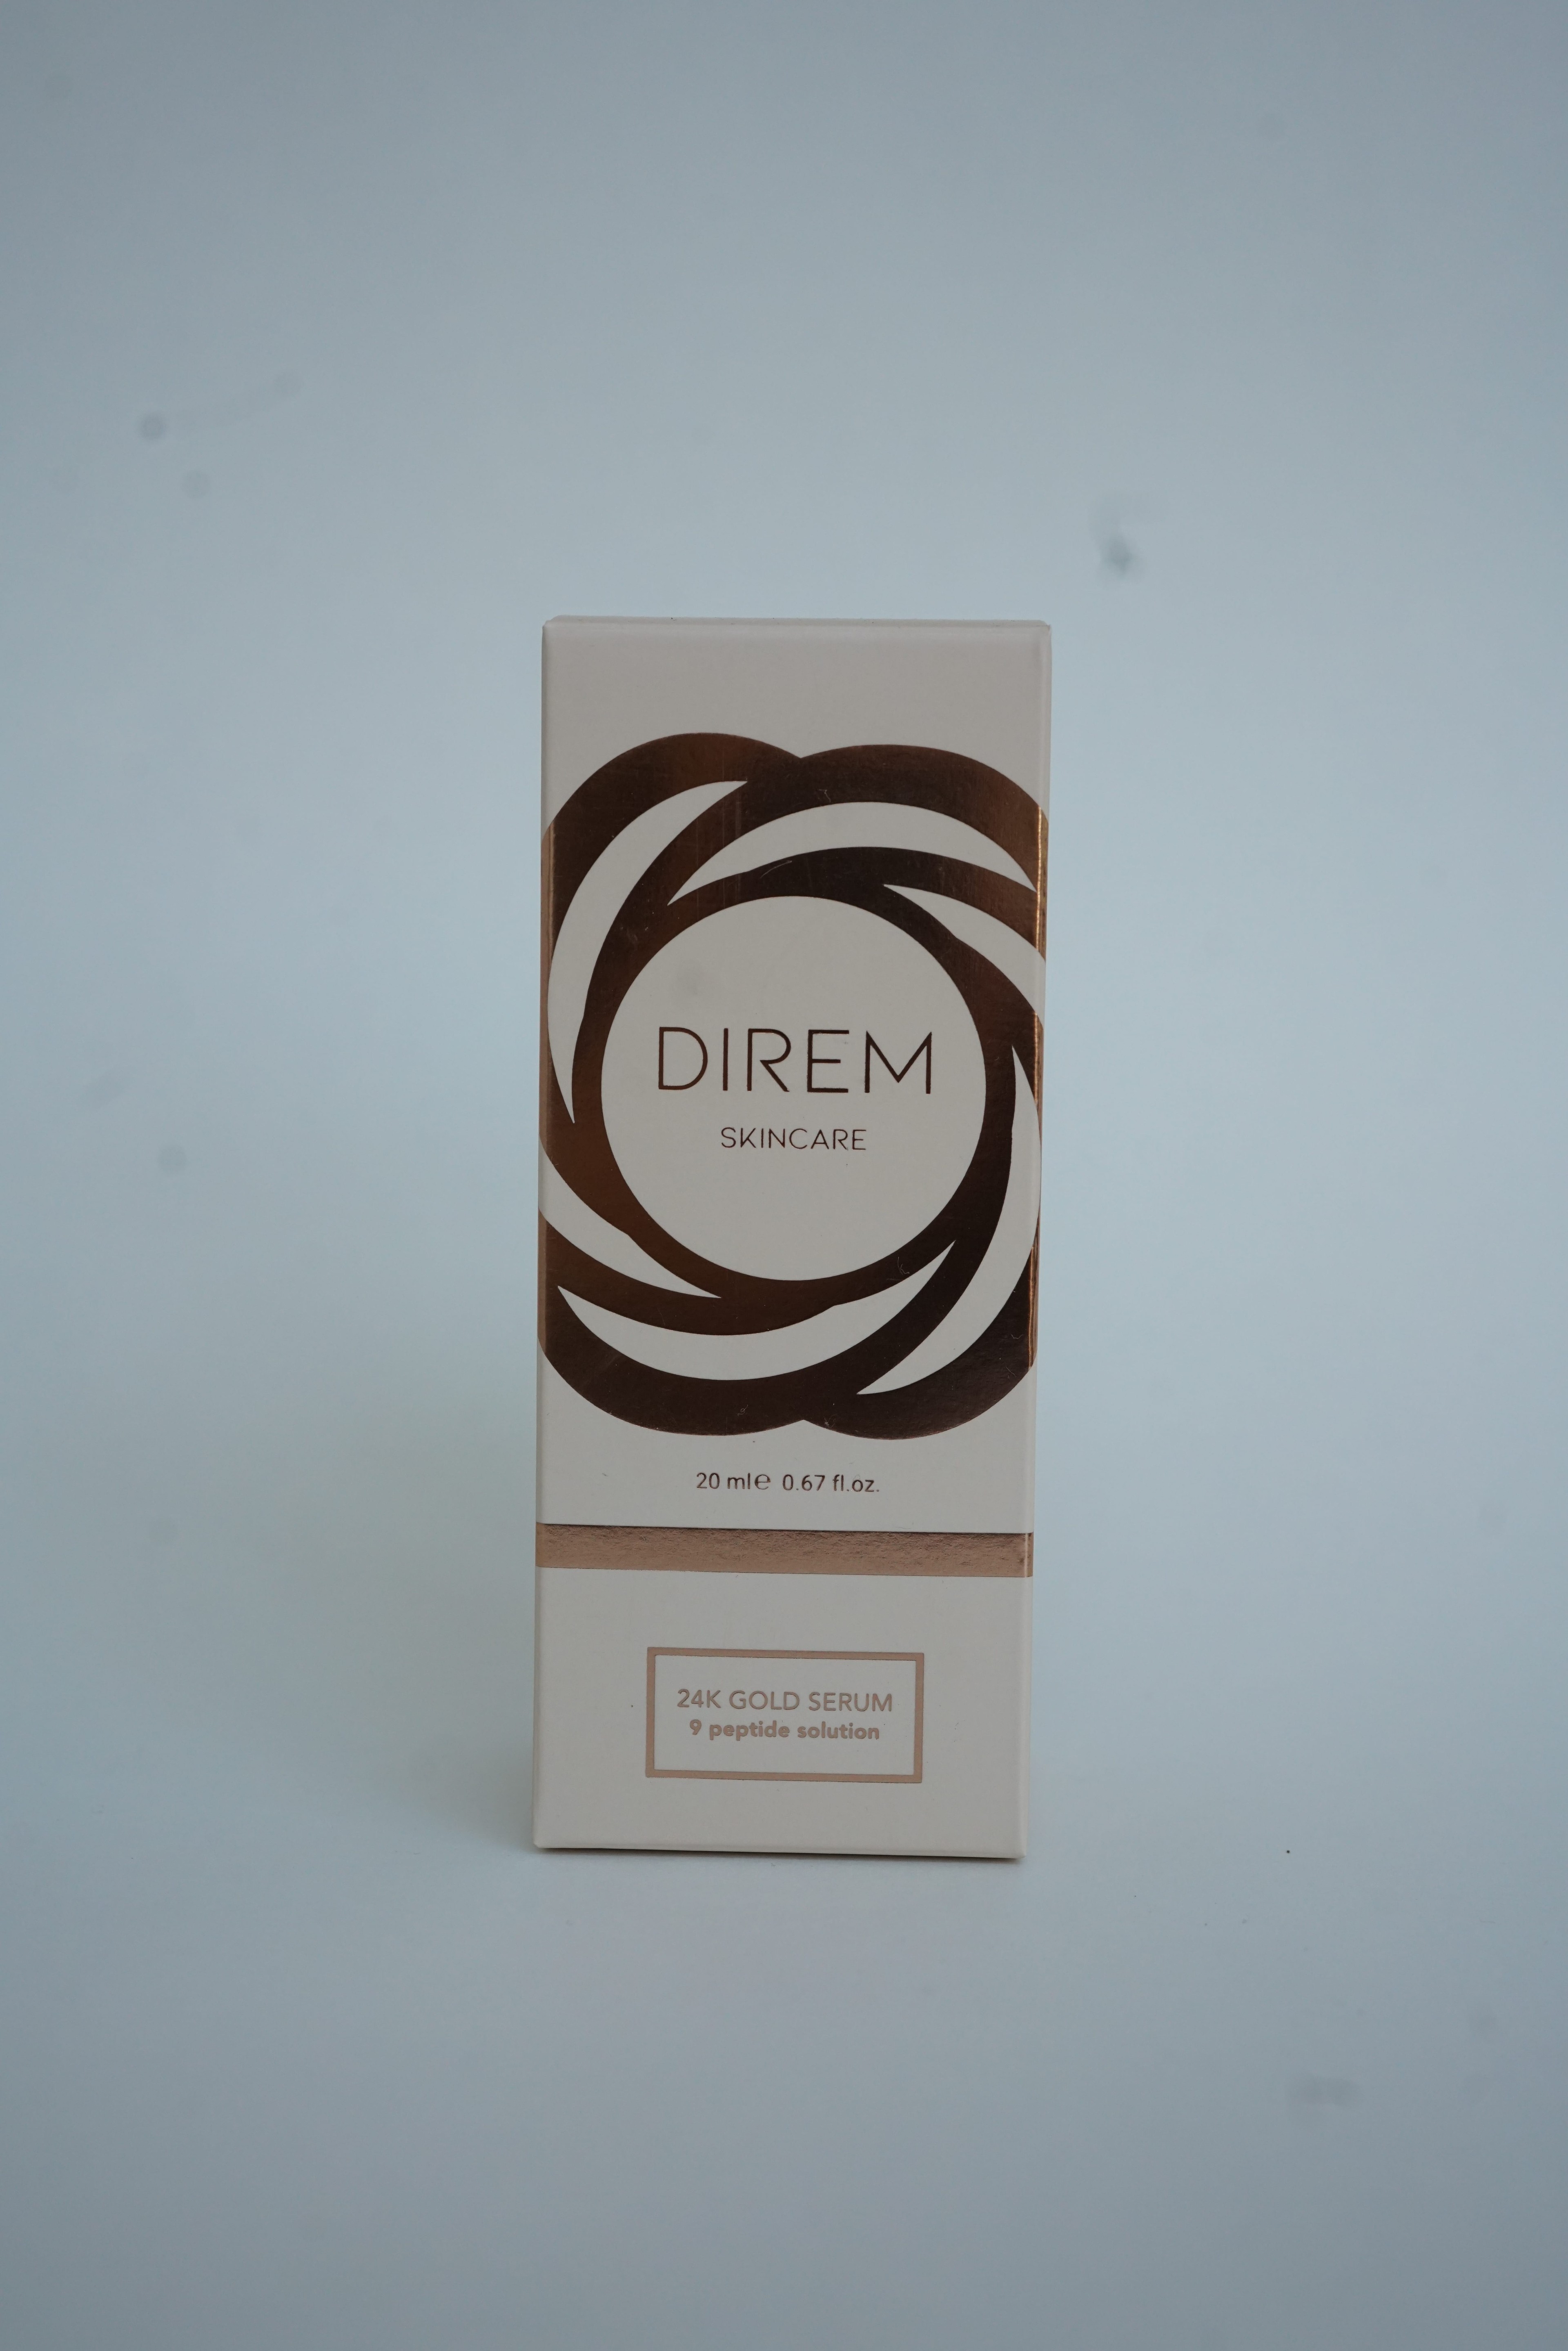 DIREM
SKINCARE
20 ml℮ 0.67 fl.oz.
24K GOLD SERUM
9 peptide solution